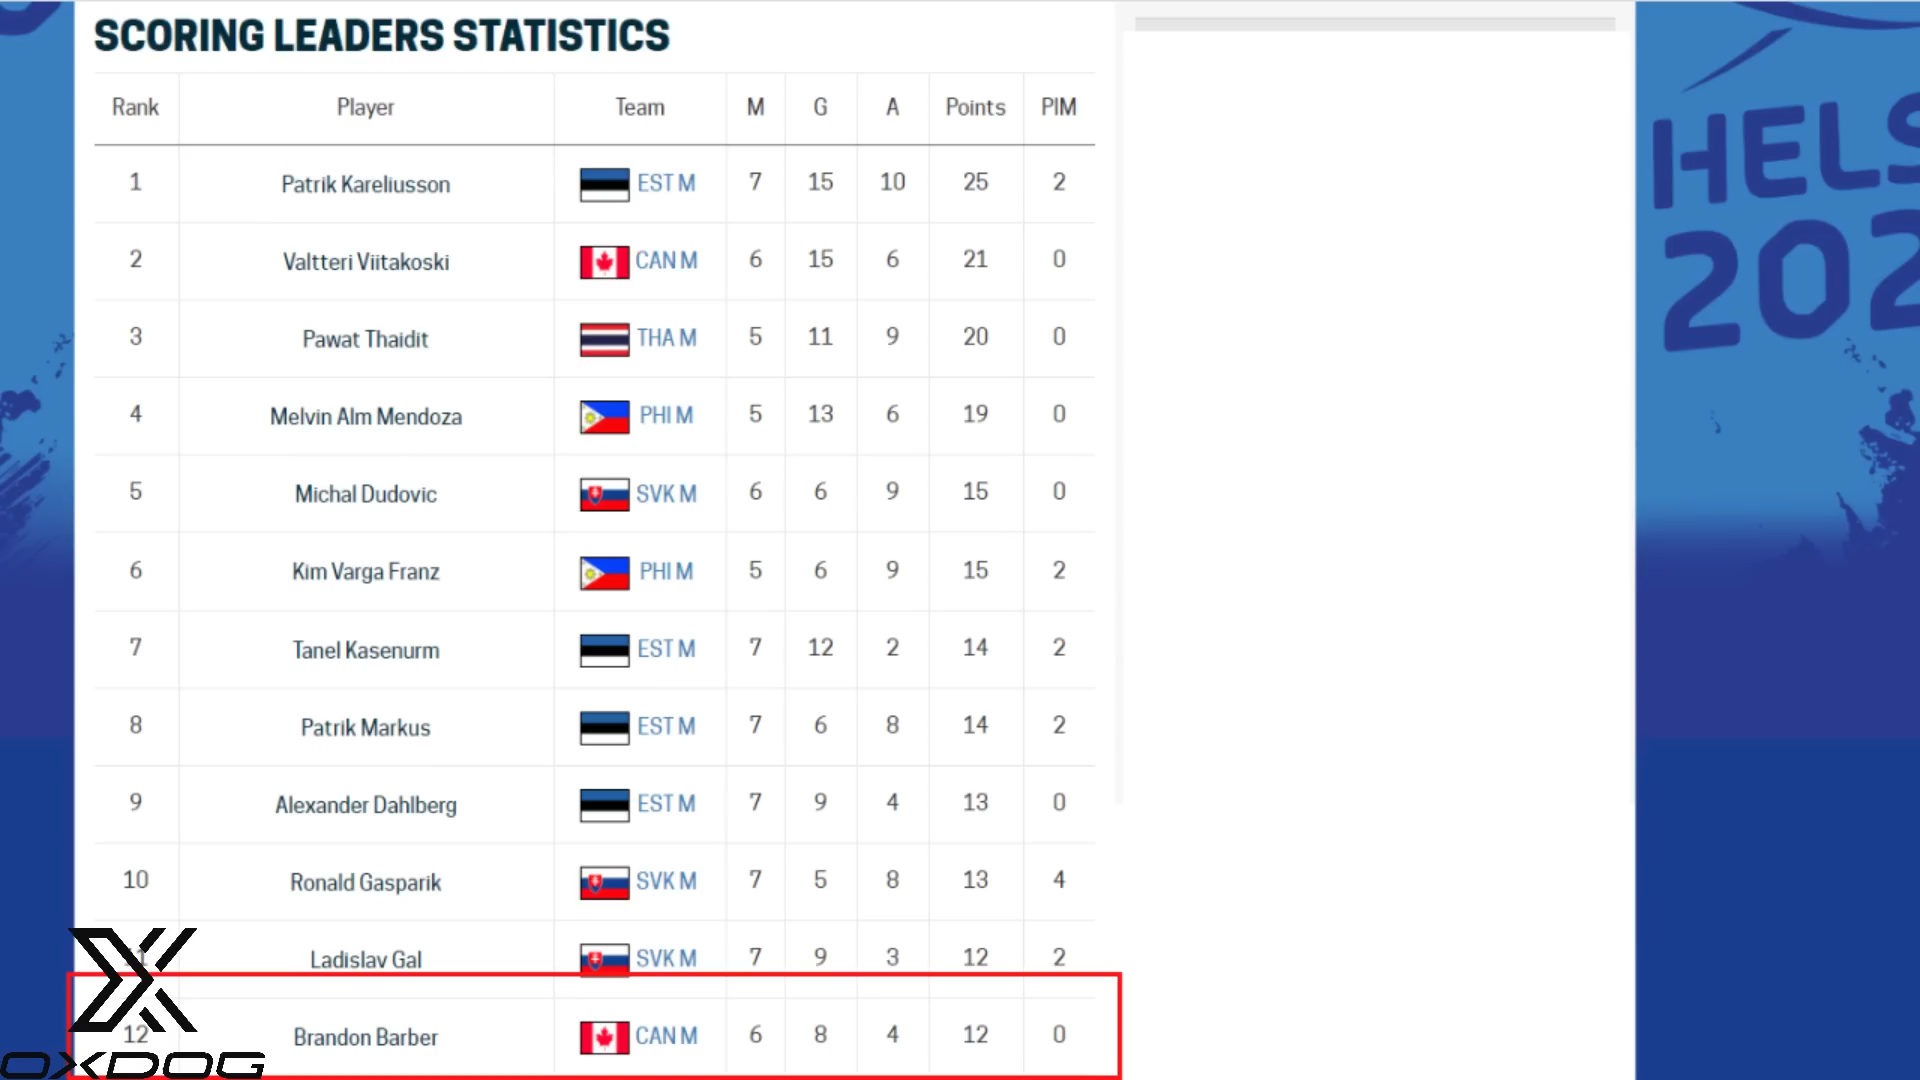 SCORING LEADERS STATISTICS
Rank Player Team M G A Points PIM
1 Patrik Kareliusson EST M 7 15 10 25 2
2 Valtteri Viitakoski CAN M 6 15 6 21 0
3 Pawat Thaidit THA M 5 11 9 20 0
4 Melvin Alm Mendoza PHI M 5 13 6 19 0
5 Michal Dudovic SVK M 6 6 9 15 0
6 Kim Varga Franz PHI M 5 6 9 15 2
7 Tanel Kasenurm EST M 7 12 2 14 2
8 Patrik Markus EST M 7 6 8 14 2
9 Alexander Dahlberg EST M 7 9 4 13 0
10 Ronald Gasparik SVK M 7 5 8 13 4
11 Ladislav Gal SVK M 7 9 3 12 2
12 Brandon Barber CAN M 6 8 4 12 0
OXDOG
HELS
202